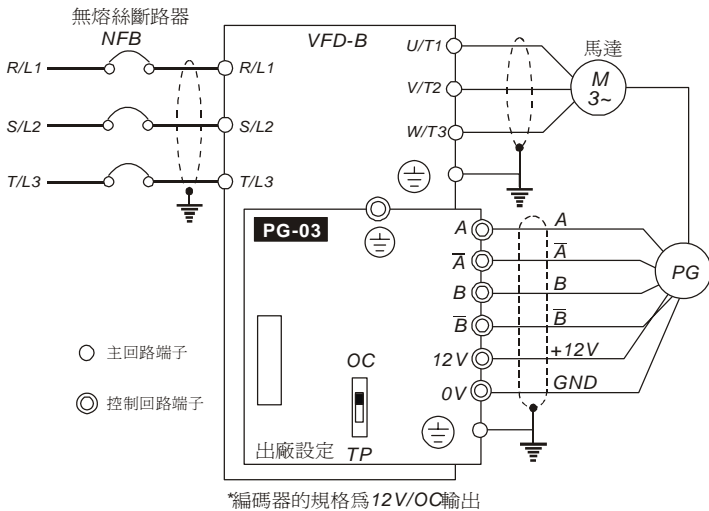 無熔絲斷路器
NFB
VFD-B
馬達
R/L1
R/L1
U/T1
M
3~
V/T2
S/L2
S/L2
W/T3
T/L3
T/L3
PG-03
A
A
A̅
A̅
B
B
PG
B̅
B̅
主回路端子
OC
12V
+12V
控制回路端子
0V
GND
出廠設定
TP
*編碼器的規格為12V/OC輸出